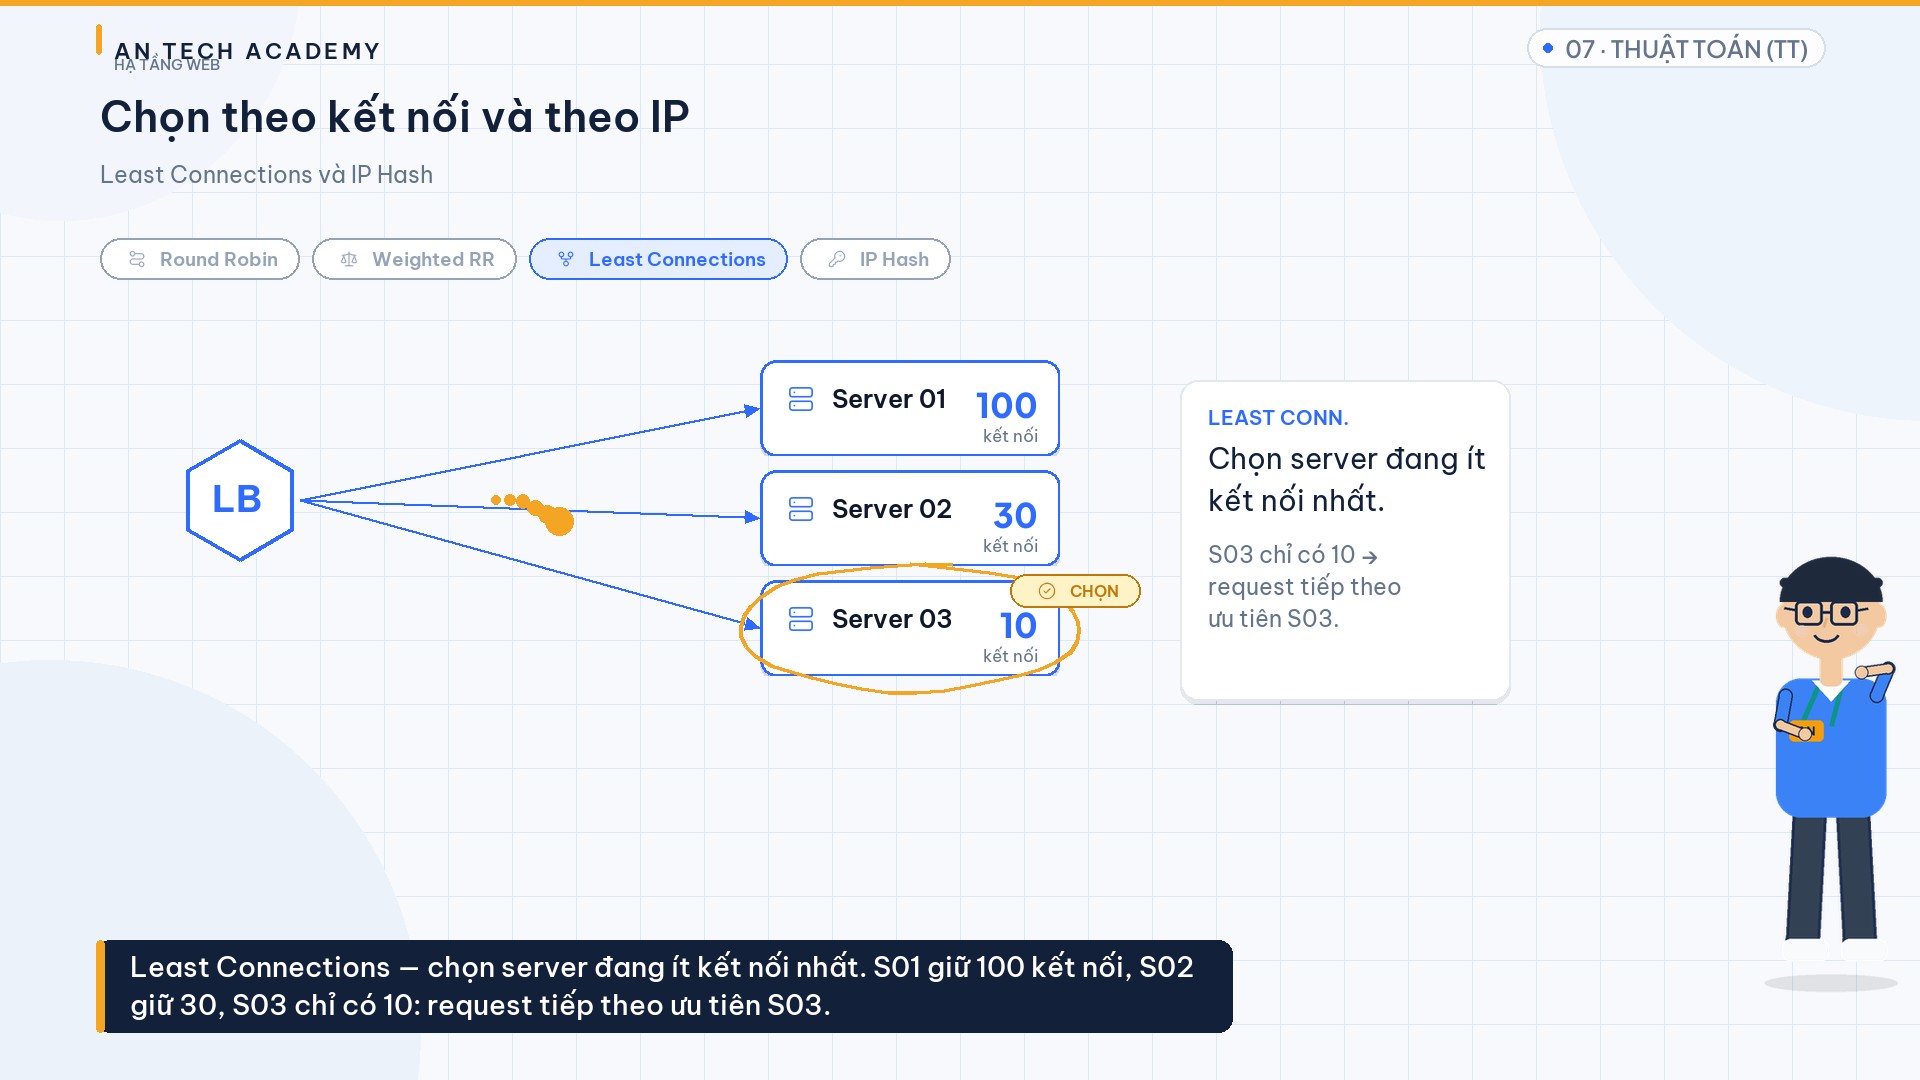 AN TECH ACADEMY
HẠ TẦNG WEB
07 · THUẬT TOÁN (TT)
Chọn theo kết nối và theo IP
Least Connections và IP Hash
Round Robin
Weighted RR
Least Connections
IP Hash
LB
Server 01
100
kết nối
Server 02
30
kết nối
CHỌN
Server 03
10
kết nối
LEAST CONN.
Chọn server đang ít
kết nối nhất.
S03 chỉ có 10 →
request tiếp theo
ưu tiên S03.
Least Connections — chọn server đang ít kết nối nhất. S01 giữ 100 kết nối, S02
giữ 30, S03 chỉ có 10: request tiếp theo ưu tiên S03.